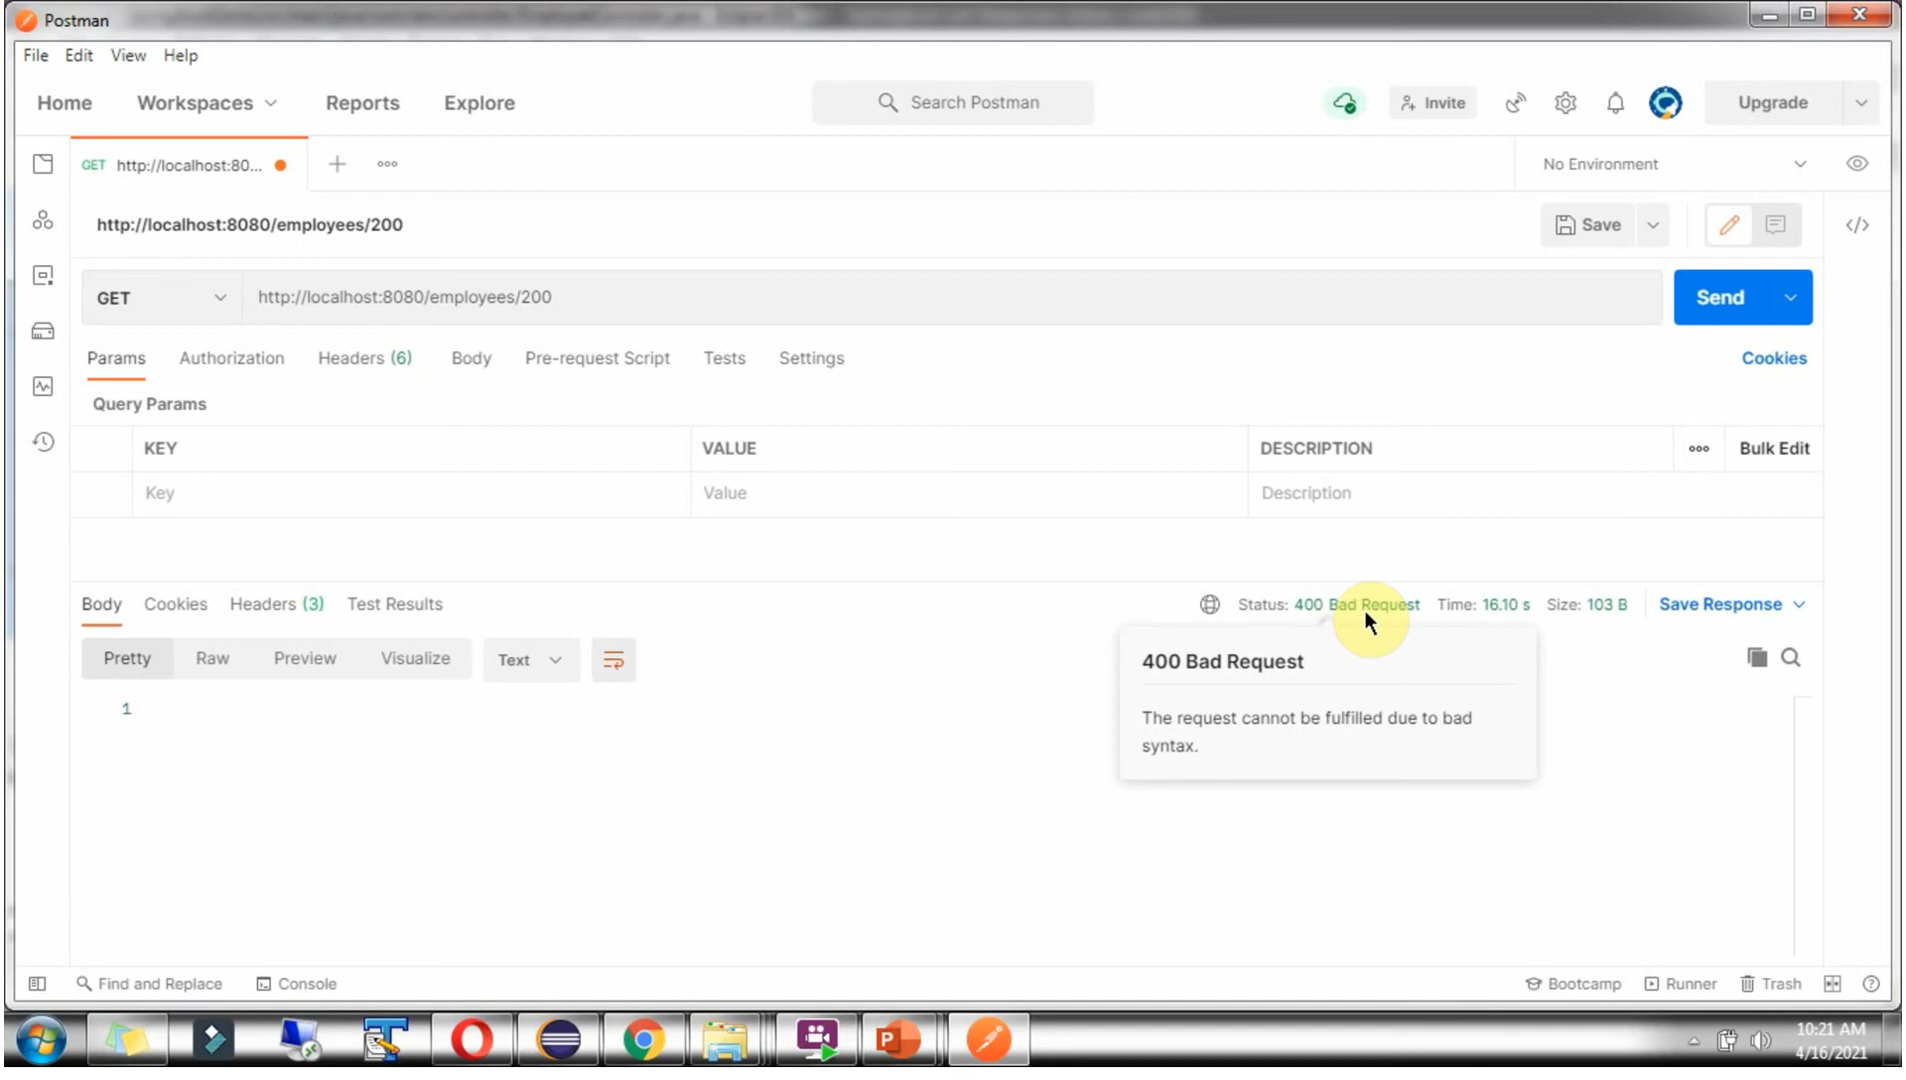 Postman
File Edit View Help
Home Workspaces Reports Explore Search Postman Invite Upgrade
GET http://localhost:80... No Environment
http://localhost:8080/employees/200 Save
GET http://localhost:8080/employees/200 Send
Params Authorization Headers (6) Body Pre-request Script Tests Settings Cookies
Query Params
KEY VALUE DESCRIPTION Bulk Edit
Key Value Description
Body Cookies Headers (3) Test Results Status: 400 Bad Request Time: 16.10 s Size: 103 B Save Response
Pretty Raw Preview Visualize Text
400 Bad Request
1
The request cannot be fulfilled due to bad
syntax.
Find and Replace Console Bootcamp Runner Trash
10:21 AM
4/16/2021